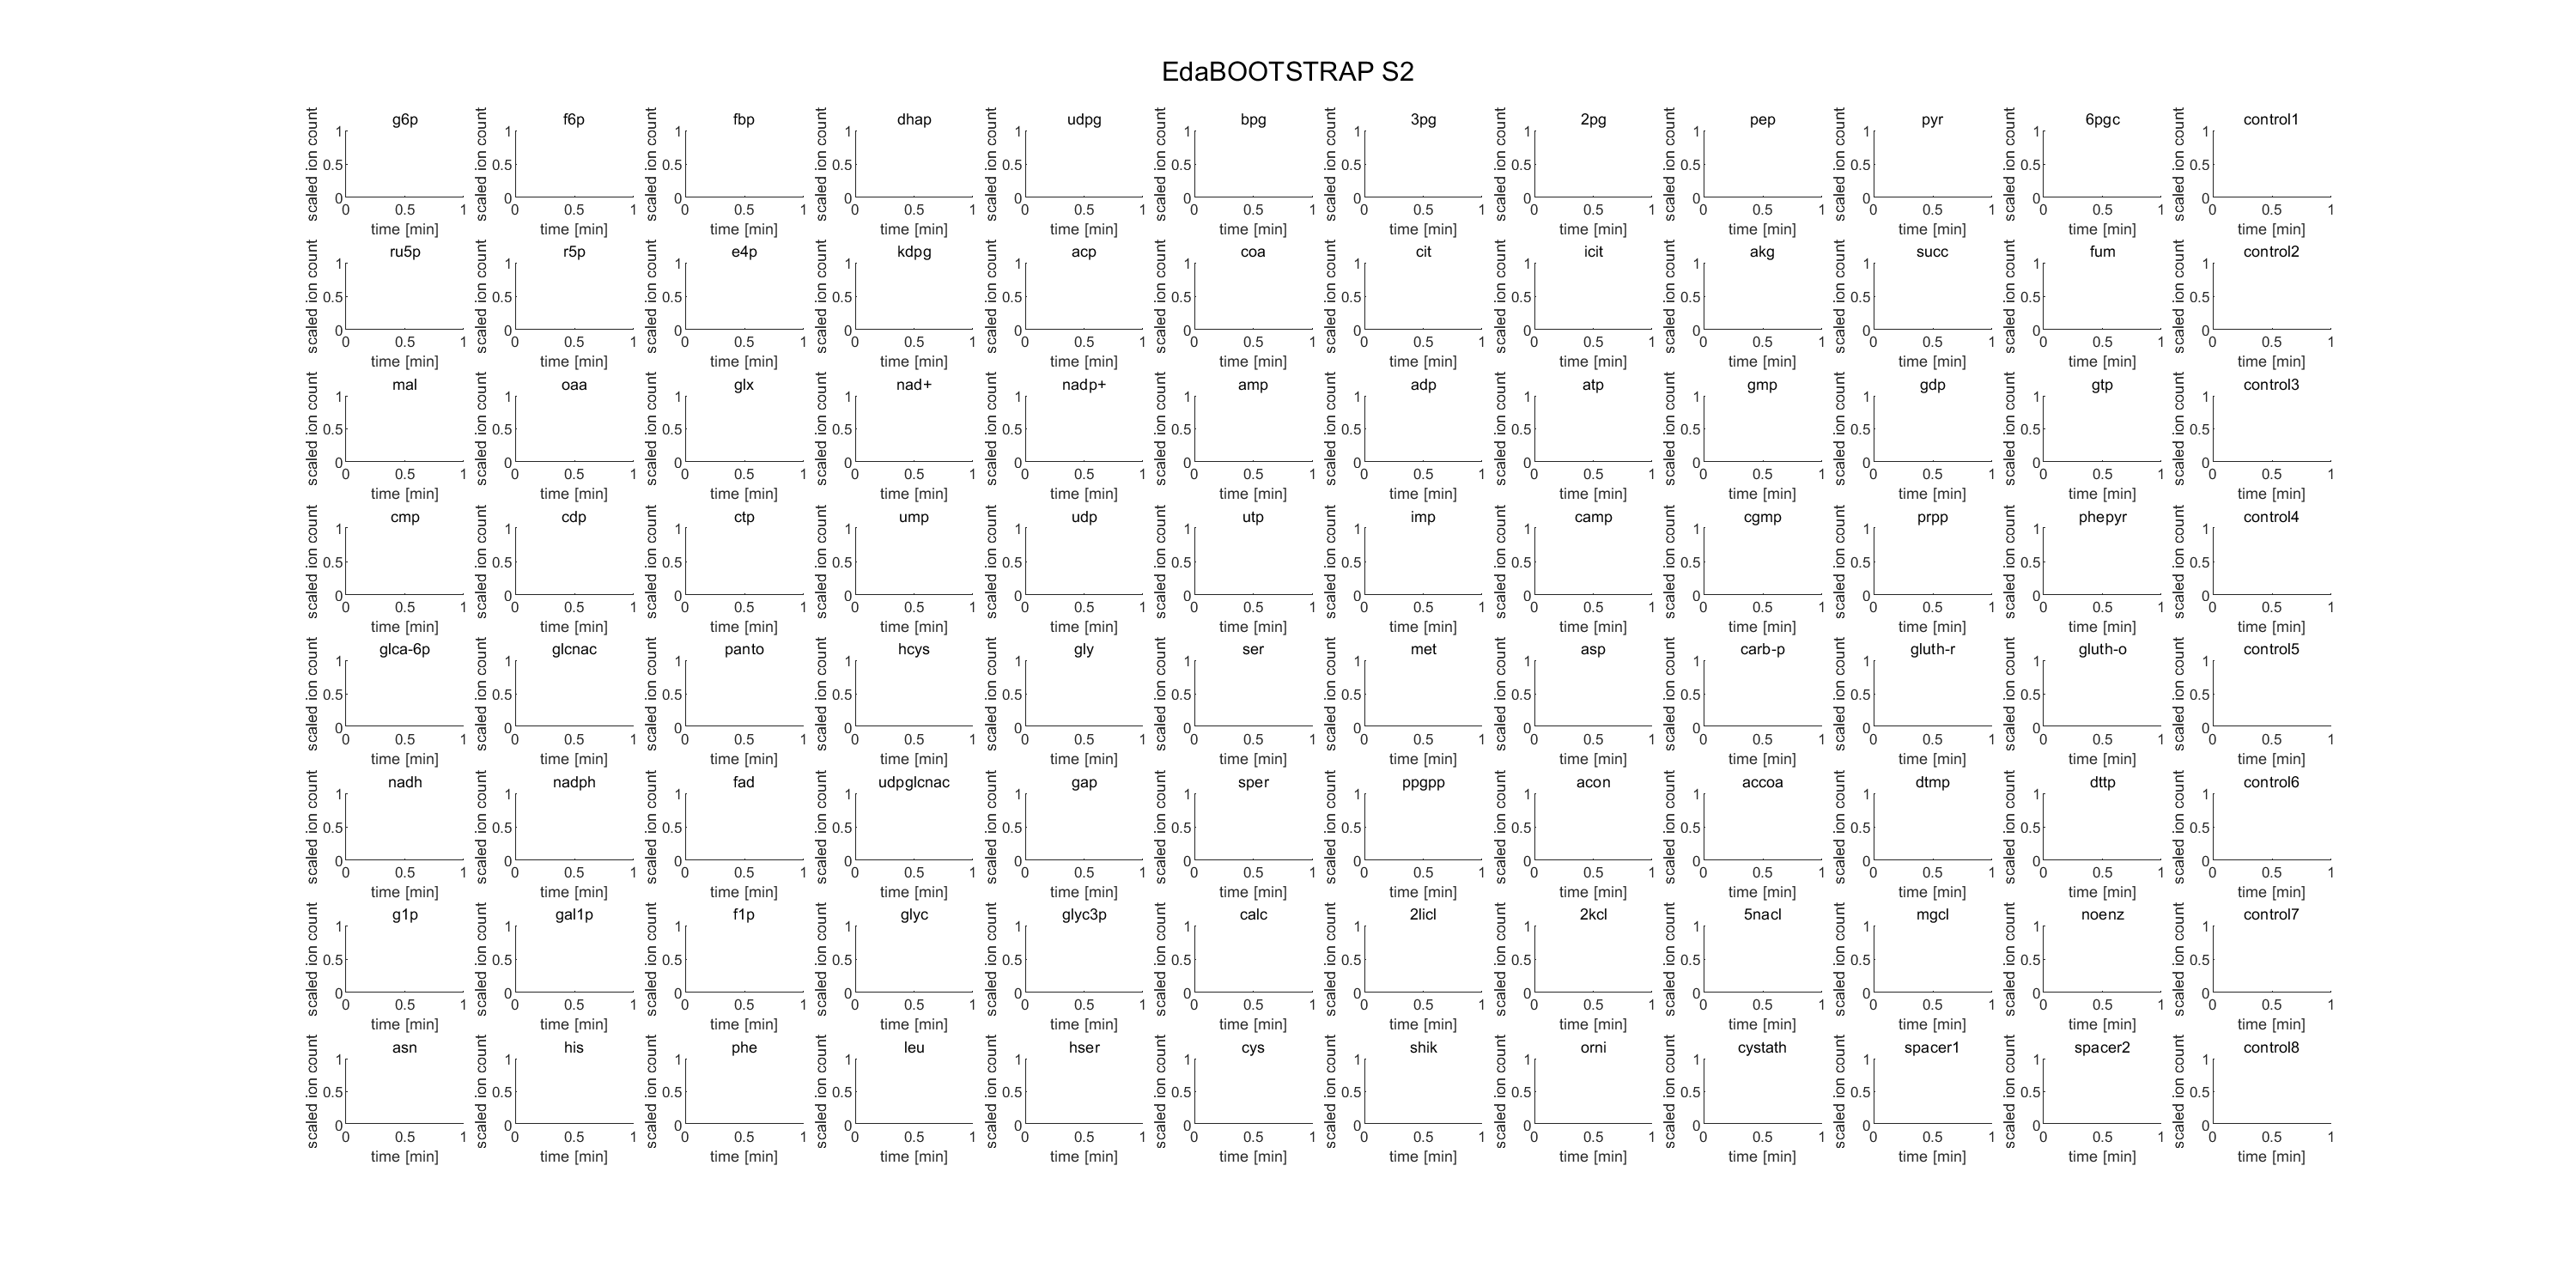 EdaBOOTSTRAP S2
g6p f6p fbp dhap udpg bpg 3pg 2pg pep pyr 6pgc control1
scaled ion count scaled ion count scaled ion count scaled ion count scaled ion count scaled ion count scaled ion count scaled ion count scaled ion count scaled ion count scaled ion count scaled ion count
1 1 1 1 1 1 1 1 1 1 1 1
0.5 0.5 0.5 0.5 0.5 0.5 0.5 0.5 0.5 0.5 0.5 0.5
0 0 0 0 0 0 0 0 0 0 0 0
0 0.5 1 0 0.5 1 0 0.5 1 0 0.5 1 0 0.5 1 0 0.5 1 0 0.5 1 0 0.5 1 0 0.5 1 0 0.5 1 0 0.5 1 0 0.5 1
time [min] time [min] time [min] time [min] time [min] time [min] time [min] time [min] time [min] time [min] time [min] time [min]
ru5p r5p e4p kdpg acp coa cit icit akg succ fum control2
scaled ion count scaled ion count scaled ion count scaled ion count scaled ion count scaled ion count scaled ion count scaled ion count scaled ion count scaled ion count scaled ion count scaled ion count
1 1 1 1 1 1 1 1 1 1 1 1
0.5 0.5 0.5 0.5 0.5 0.5 0.5 0.5 0.5 0.5 0.5 0.5
0 0 0 0 0 0 0 0 0 0 0 0
0 0.5 1 0 0.5 1 0 0.5 1 0 0.5 1 0 0.5 1 0 0.5 1 0 0.5 1 0 0.5 1 0 0.5 1 0 0.5 1 0 0.5 1 0 0.5 1
time [min] time [min] time [min] time [min] time [min] time [min] time [min] time [min] time [min] time [min] time [min] time [min]
mal oaa glx nad+ nadp+ amp adp atp gmp gdp gtp control3
scaled ion count scaled ion count scaled ion count scaled ion count scaled ion count scaled ion count scaled ion count scaled ion count scaled ion count scaled ion count scaled ion count scaled ion count
1 1 1 1 1 1 1 1 1 1 1 1
0.5 0.5 0.5 0.5 0.5 0.5 0.5 0.5 0.5 0.5 0.5 0.5
0 0 0 0 0 0 0 0 0 0 0 0
0 0.5 1 0 0.5 1 0 0.5 1 0 0.5 1 0 0.5 1 0 0.5 1 0 0.5 1 0 0.5 1 0 0.5 1 0 0.5 1 0 0.5 1 0 0.5 1
time [min] time [min] time [min] time [min] time [min] time [min] time [min] time [min] time [min] time [min] time [min] time [min]
cmp cdp ctp ump udp utp imp camp cgmp prpp phepyr control4
scaled ion count scaled ion count scaled ion count scaled ion count scaled ion count scaled ion count scaled ion count scaled ion count scaled ion count scaled ion count scaled ion count scaled ion count
1 1 1 1 1 1 1 1 1 1 1 1
0.5 0.5 0.5 0.5 0.5 0.5 0.5 0.5 0.5 0.5 0.5 0.5
0 0 0 0 0 0 0 0 0 0 0 0
0 0.5 1 0 0.5 1 0 0.5 1 0 0.5 1 0 0.5 1 0 0.5 1 0 0.5 1 0 0.5 1 0 0.5 1 0 0.5 1 0 0.5 1 0 0.5 1
time [min] time [min] time [min] time [min] time [min] time [min] time [min] time [min] time [min] time [min] time [min] time [min]
glca-6p glcnac panto hcys gly ser met asp carb-p gluth-r gluth-o control5
scaled ion count scaled ion count scaled ion count scaled ion count scaled ion count scaled ion count scaled ion count scaled ion count scaled ion count scaled ion count scaled ion count scaled ion count
1 1 1 1 1 1 1 1 1 1 1 1
0.5 0.5 0.5 0.5 0.5 0.5 0.5 0.5 0.5 0.5 0.5 0.5
0 0 0 0 0 0 0 0 0 0 0 0
0 0.5 1 0 0.5 1 0 0.5 1 0 0.5 1 0 0.5 1 0 0.5 1 0 0.5 1 0 0.5 1 0 0.5 1 0 0.5 1 0 0.5 1 0 0.5 1
time [min] time [min] time [min] time [min] time [min] time [min] time [min] time [min] time [min] time [min] time [min] time [min]
nadh nadph fad udpglcnac gap sper ppgpp acon accoa dtmp dttp control6
scaled ion count scaled ion count scaled ion count scaled ion count scaled ion count scaled ion count scaled ion count scaled ion count scaled ion count scaled ion count scaled ion count scaled ion count
1 1 1 1 1 1 1 1 1 1 1 1
0.5 0.5 0.5 0.5 0.5 0.5 0.5 0.5 0.5 0.5 0.5 0.5
0 0 0 0 0 0 0 0 0 0 0 0
0 0.5 1 0 0.5 1 0 0.5 1 0 0.5 1 0 0.5 1 0 0.5 1 0 0.5 1 0 0.5 1 0 0.5 1 0 0.5 1 0 0.5 1 0 0.5 1
time [min] time [min] time [min] time [min] time [min] time [min] time [min] time [min] time [min] time [min] time [min] time [min]
g1p gal1p f1p glyc glyc3p calc 2licl 2kcl 5nacl mgcl noenz control7
scaled ion count scaled ion count scaled ion count scaled ion count scaled ion count scaled ion count scaled ion count scaled ion count scaled ion count scaled ion count scaled ion count scaled ion count
1 1 1 1 1 1 1 1 1 1 1 1
0.5 0.5 0.5 0.5 0.5 0.5 0.5 0.5 0.5 0.5 0.5 0.5
0 0 0 0 0 0 0 0 0 0 0 0
0 0.5 1 0 0.5 1 0 0.5 1 0 0.5 1 0 0.5 1 0 0.5 1 0 0.5 1 0 0.5 1 0 0.5 1 0 0.5 1 0 0.5 1 0 0.5 1
time [min] time [min] time [min] time [min] time [min] time [min] time [min] time [min] time [min] time [min] time [min] time [min]
asn his phe leu hser cys shik orni cystath spacer1 spacer2 control8
scaled ion count scaled ion count scaled ion count scaled ion count scaled ion count scaled ion count scaled ion count scaled ion count scaled ion count scaled ion count scaled ion count scaled ion count
1 1 1 1 1 1 1 1 1 1 1 1
0.5 0.5 0.5 0.5 0.5 0.5 0.5 0.5 0.5 0.5 0.5 0.5
0 0 0 0 0 0 0 0 0 0 0 0
0 0.5 1 0 0.5 1 0 0.5 1 0 0.5 1 0 0.5 1 0 0.5 1 0 0.5 1 0 0.5 1 0 0.5 1 0 0.5 1 0 0.5 1 0 0.5 1
time [min] time [min] time [min] time [min] time [min] time [min] time [min] time [min] time [min] time [min] time [min] time [min]